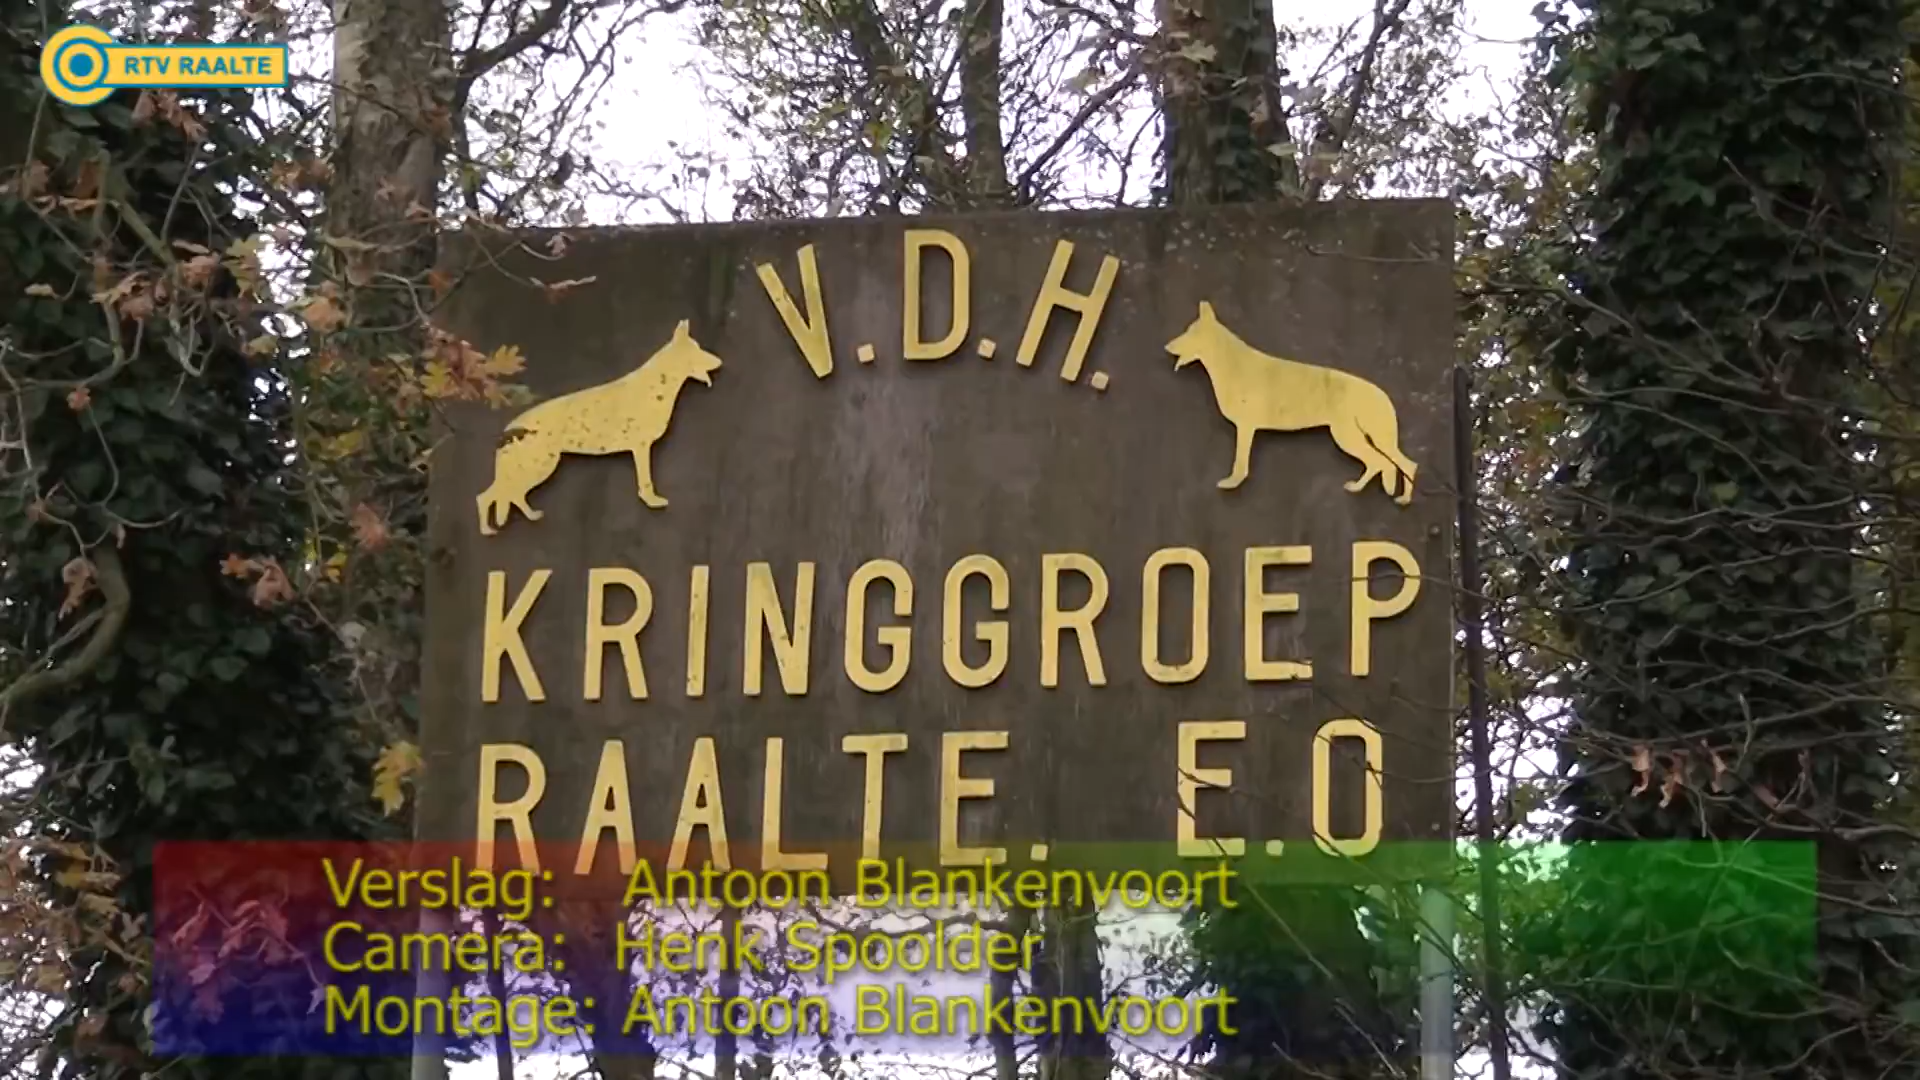 RTV RAALTE
V.D.H.
KRINGGROEP
RAALTE. E.O
Verslag: Antoon Blankenvoort
Camera: Henk Spoolder
Montage: Antoon Blankenvoort